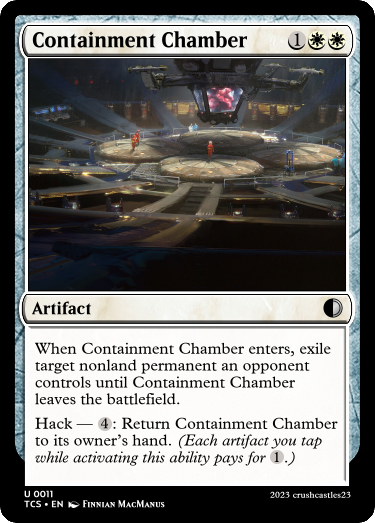 Containment Chamber 1
Artifact
When Containment Chamber enters, exile
target nonland permanent an opponent
controls until Containment Chamber
leaves the battlefield.
Hack — 4: Return Containment Chamber
to its owner's hand. (Each artifact you tap
while activating this ability pays for 1.)
U 0011
TCS • EN Finnian MacManus
2023 crushcastles23